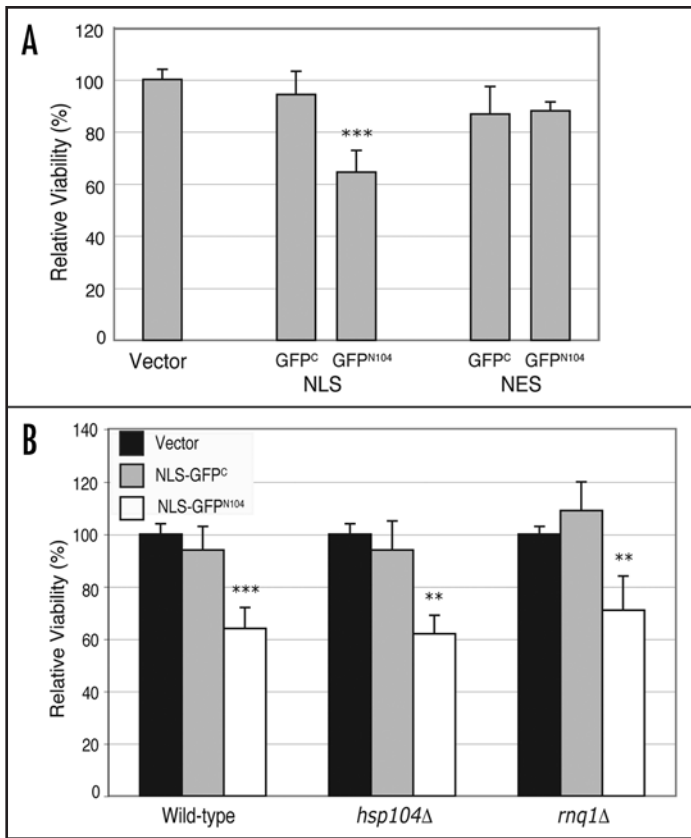 A
120
100
80
60
40
20
0
Relative Viability (%)
***
Vector
GFPC GFPN104
NLS
GFPC GFPN104
NES
B
140
120
100
80
60
40
20
0
Relative Viability (%)
Vector
NLS-GFPC
NLS-GFPN104
***
**
**
Wild-type hsp104Δ rnq1Δ